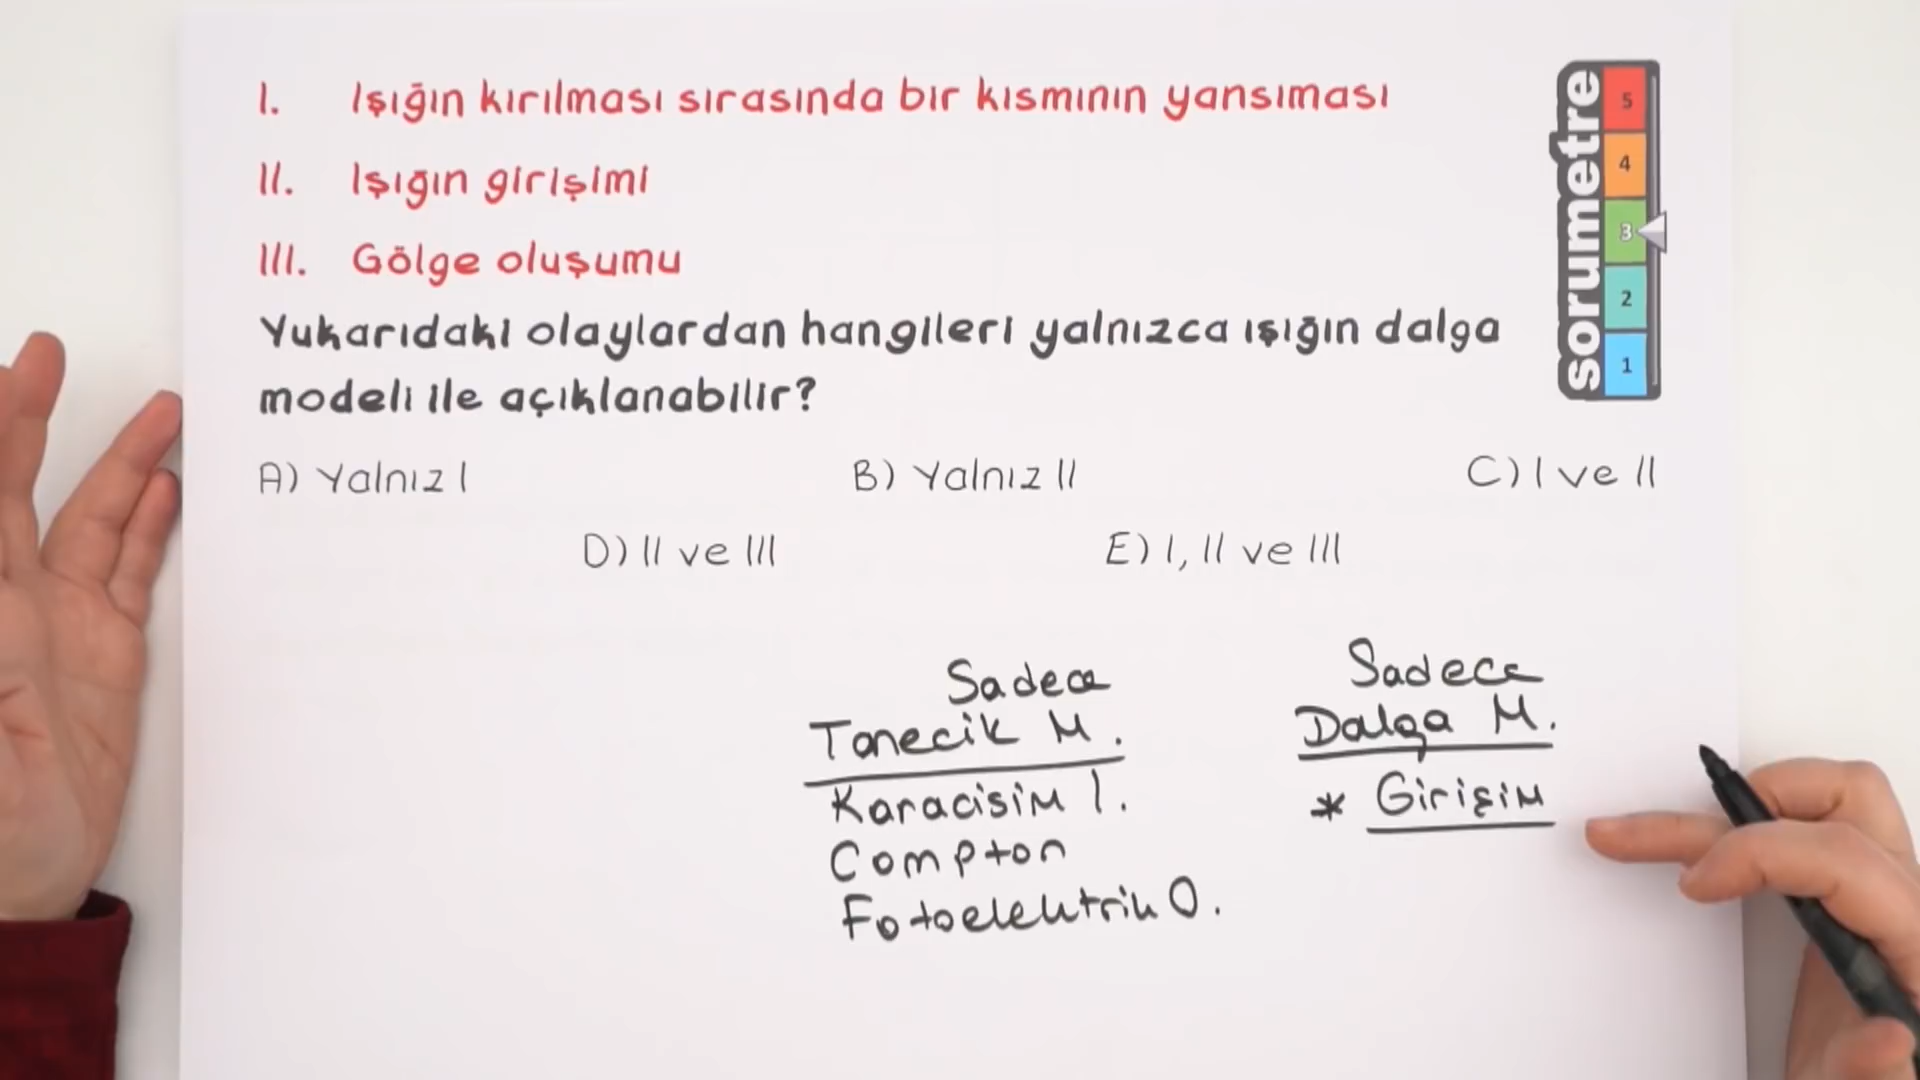 I. Işığın kırılması sırasında bir kısmının yansıması
II. Işığın girişimi
III. Gölge oluşumu
Yukarıdaki olaylardan hangileri yalnızca ışığın dalga
modeli ile açıklanabilir?
A) Yalnız I B) Yalnız II C) I ve II
D) II ve III E) I, II ve III
sorumetre
5
4
3
2
1
Sadece
Tanecik M.
Karacisim I.
Compton
Fotoelektrik O.
Sadece
Dalga M.
* Girişim